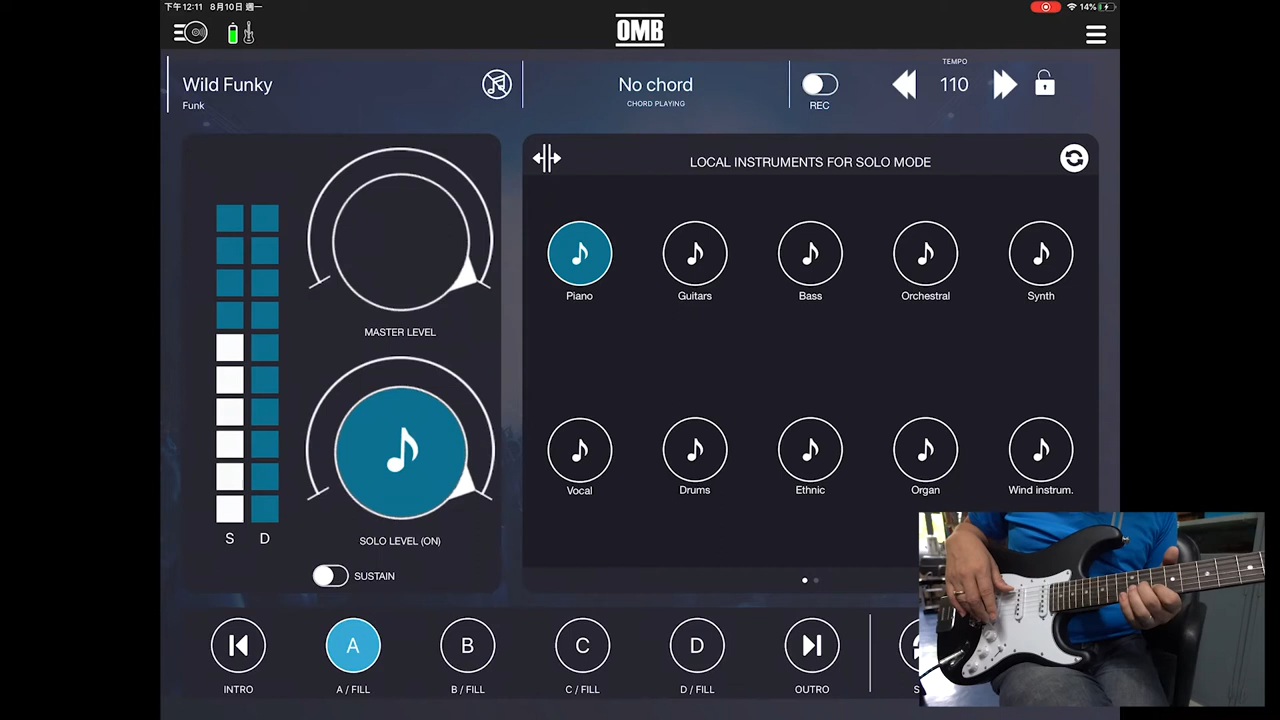 下午12:11 8月10日 週一
14%
OMB
Wild Funky
Funk
No chord
CHORD PLAYING
REC
TEMPO
110
LOCAL INSTRUMENTS FOR SOLO MODE
Piano
Guitars
Bass
Orchestral
Synth
MASTER LEVEL
Vocal
Drums
Ethnic
Organ
Wind instrum.
S D
SOLO LEVEL (ON)
SUSTAIN
A
B
C
D
INTRO
A / FILL
B / FILL
C / FILL
D / FILL
OUTRO